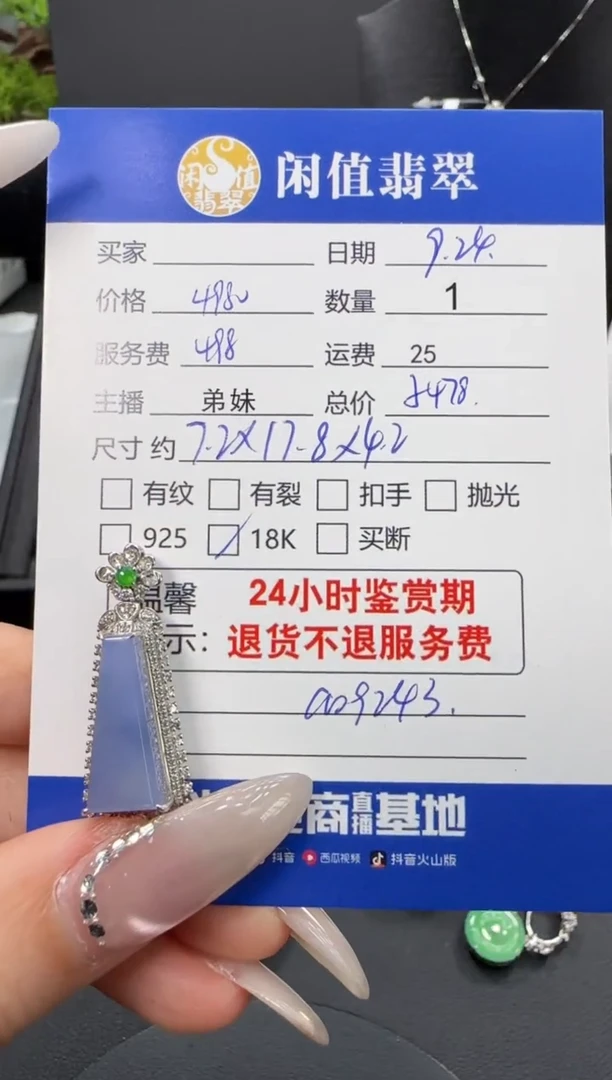 闲值翡翠 闲值翡翠
买家 日期 9.24.
价格 4980 数量 1
服务费 498 运费 25
主播 弟妹 总价 5478.
尺寸 约 7.2X17.8X4.2
有纹 有裂 扣手 抛光
925 18K 买断
温馨 24小时鉴赏期
示: 退货不退服务费
商直播基地
抖音 西瓜视频 抖音火山版